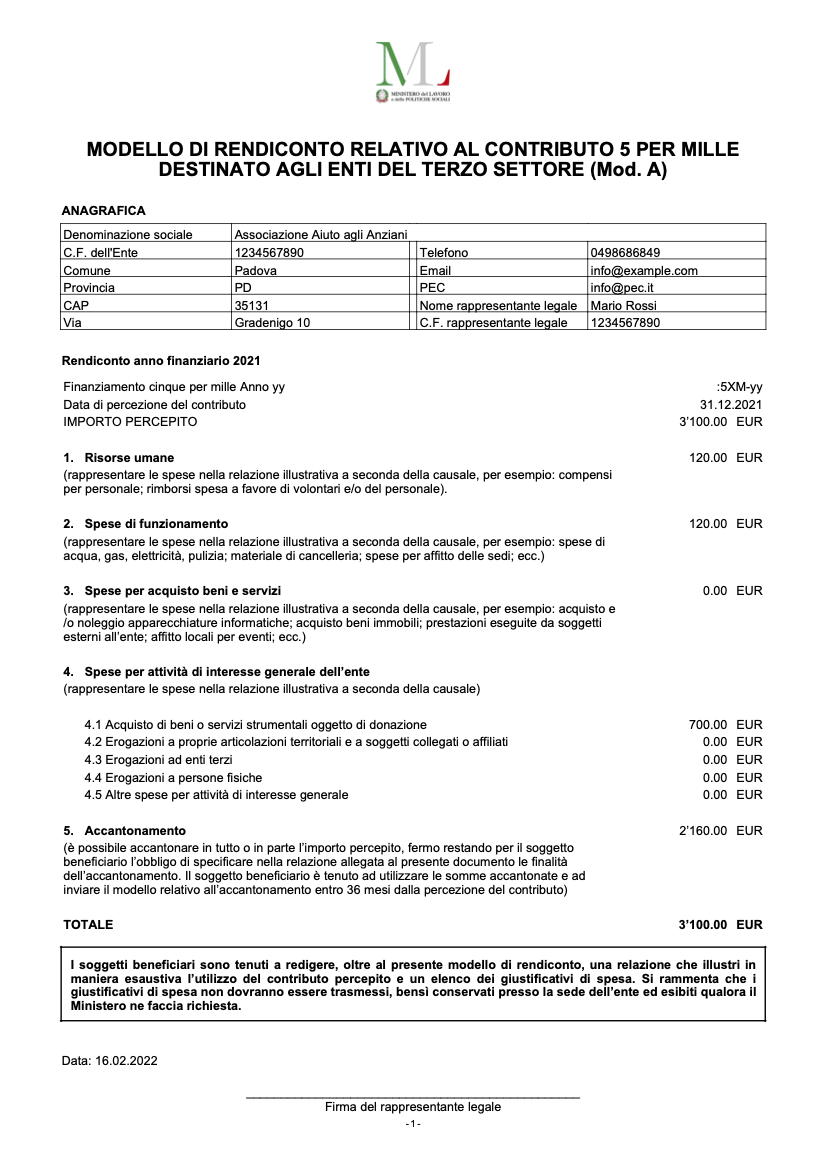 ML
MINISTERO del LAVORO
e delle POLITICHE SOCIALI
MODELLO DI RENDICONTO RELATIVO AL CONTRIBUTO 5 PER MILLE
DESTINATO AGLI ENTI DEL TERZO SETTORE (Mod. A)
ANAGRAFICA
Denominazione sociale Associazione Aiuto agli Anziani
C.F. dell'Ente 1234567890 Telefono 0498686849
Comune Padova Email info@example.com
Provincia PD PEC info@pec.it
CAP 35131 Nome rappresentante legale Mario Rossi
Via Gradenigo 10 C.F. rappresentante legale 1234567890
Rendiconto anno finanziario 2021
Finanziamento cinque per mille Anno yy :5XM-yy
Data di percezione del contributo 31.12.2021
IMPORTO PERCEPITO 3’100.00 EUR
1. Risorse umane 120.00 EUR
(rappresentare le spese nella relazione illustrativa a seconda della causale, per esempio: compensi
per personale; rimborsi spesa a favore di volontari e/o del personale).
2. Spese di funzionamento 120.00 EUR
(rappresentare le spese nella relazione illustrativa a seconda della causale, per esempio: spese di
acqua, gas, elettricità, pulizia; materiale di cancelleria; spese per affitto delle sedi; ecc.)
3. Spese per acquisto beni e servizi 0.00 EUR
(rappresentare le spese nella relazione illustrativa a seconda della causale, per esempio: acquisto e
/o noleggio apparecchiature informatiche; acquisto beni immobili; prestazioni eseguite da soggetti
esterni all’ente; affitto locali per eventi; ecc.)
4. Spese per attività di interesse generale dell’ente
(rappresentare le spese nella relazione illustrativa a seconda della causale)
4.1 Acquisto di beni o servizi strumentali oggetto di donazione 700.00 EUR
4.2 Erogazioni a proprie articolazioni territoriali e a soggetti collegati o affiliati 0.00 EUR
4.3 Erogazioni ad enti terzi 0.00 EUR
4.4 Erogazioni a persone fisiche 0.00 EUR
4.5 Altre spese per attività di interesse generale 0.00 EUR
5. Accantonamento 2’160.00 EUR
(è possibile accantonare in tutto o in parte l’importo percepito, fermo restando per il soggetto
beneficiario l’obbligo di specificare nella relazione allegata al presente documento le finalità
dell’accantonamento. Il soggetto beneficiario è tenuto ad utilizzare le somme accantonate e ad
inviare il modello relativo all’accantonamento entro 36 mesi dalla percezione del contributo)
TOTALE 3’100.00 EUR
I soggetti beneficiari sono tenuti a redigere, oltre al presente modello di rendiconto, una relazione che illustri in
maniera esaustiva l’utilizzo del contributo percepito e un elenco dei giustificativi di spesa. Si rammenta che i
giustificativi di spesa non dovranno essere trasmessi, bensì conservati presso la sede dell’ente ed esibiti qualora il
Ministero ne faccia richiesta.
Data: 16.02.2022
Firma del rappresentante legale
-1-